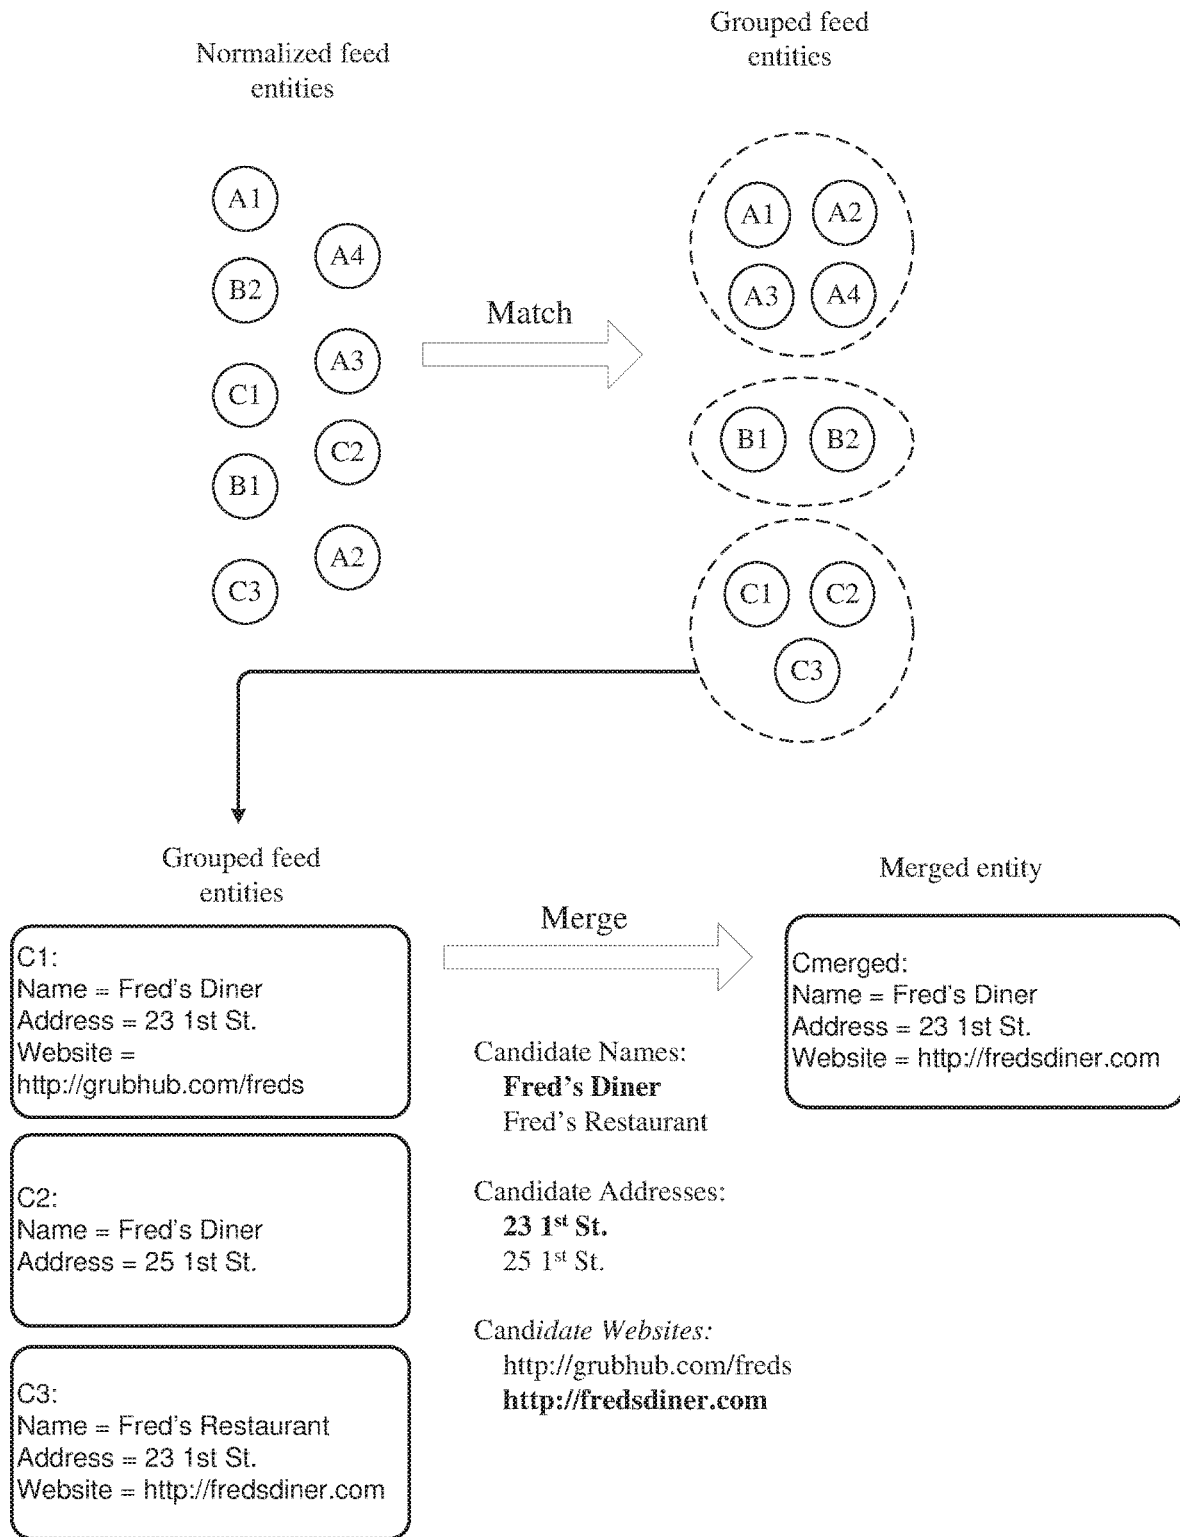 Normalized feed
entities
Grouped feed
entities
A1
A4
B2
A3
C1
C2
B1
A2
C3
Match
A1 A2
A3 A4
B1 B2
C1 C2
C3
Grouped feed
entities
Merge
Merged entity
C1:
Name = Fred's Diner
Address = 23 1st St.
Website =
http://grubhub.com/freds
C2:
Name = Fred's Diner
Address = 25 1st St.
C3:
Name = Fred's Restaurant
Address = 23 1st St.
Website = http://fredsdiner.com
Candidate Names:
Fred's Diner
Fred's Restaurant
Candidate Addresses:
23 1st St.
25 1st St.
Candidate Websites:
http://grubhub.com/freds
http://fredsdiner.com
Cmerged:
Name = Fred's Diner
Address = 23 1st St.
Website = http://fredsdiner.com